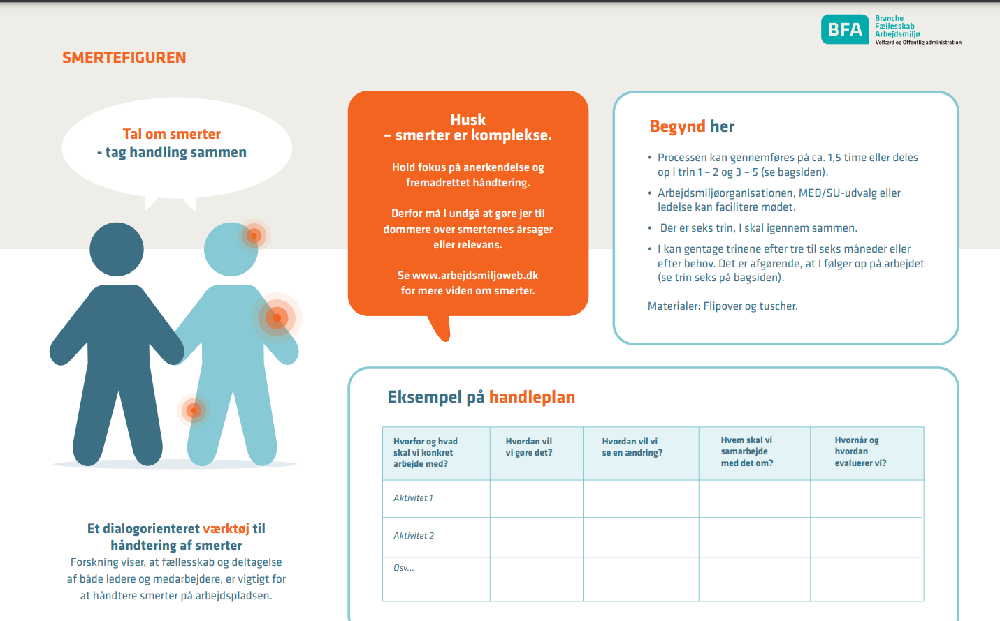 BFA
Branche
Fællesskab
Arbejdsmiljø
Velfærd og Offentlig administration
SMERTEFIGUREN
Tal om smerter
- tag handling sammen
Husk
– smerter er komplekse.
Hold fokus på anerkendelse og
fremadrettet håndtering.
Derfor må I undgå at gøre jer til
dommere over smerternes årsager
eller relevans.
Se www.arbejdsmiljoweb.dk
for mere viden om smerter.
Begynd her
• Processen kan gennemføres på ca. 1,5 time eller deles
op i trin 1 – 2 og 3 – 5 (se bagsiden).
• Arbejdsmiljøorganisationen, MED/SU-udvalg eller
ledelse kan facilitere mødet.
• Der er seks trin, I skal igennem sammen.
• I kan gentage trinene efter tre til seks måneder eller
efter behov. Det er afgørende, at I følger op på arbejdet
(se trin seks på bagsiden).
Materialer: Flipover og tuscher.
Et dialogorienteret værktøj til
håndtering af smerter
Forskning viser, at fællesskab og deltagelse
af både ledere og medarbejdere, er vigtigt for
at håndtere smerter på arbejdspladsen.
Eksempel på handleplan
Hvorfor og hvad
skal vi konkret
arbejde med?
Hvordan vil
vi gøre det?
Hvordan vil vi
se en ændring?
Hvem skal vi
samarbejde
med det om?
Hvornår og
hvordan
evaluerer vi?
Aktivitet 1
Aktivitet 2
Osv...